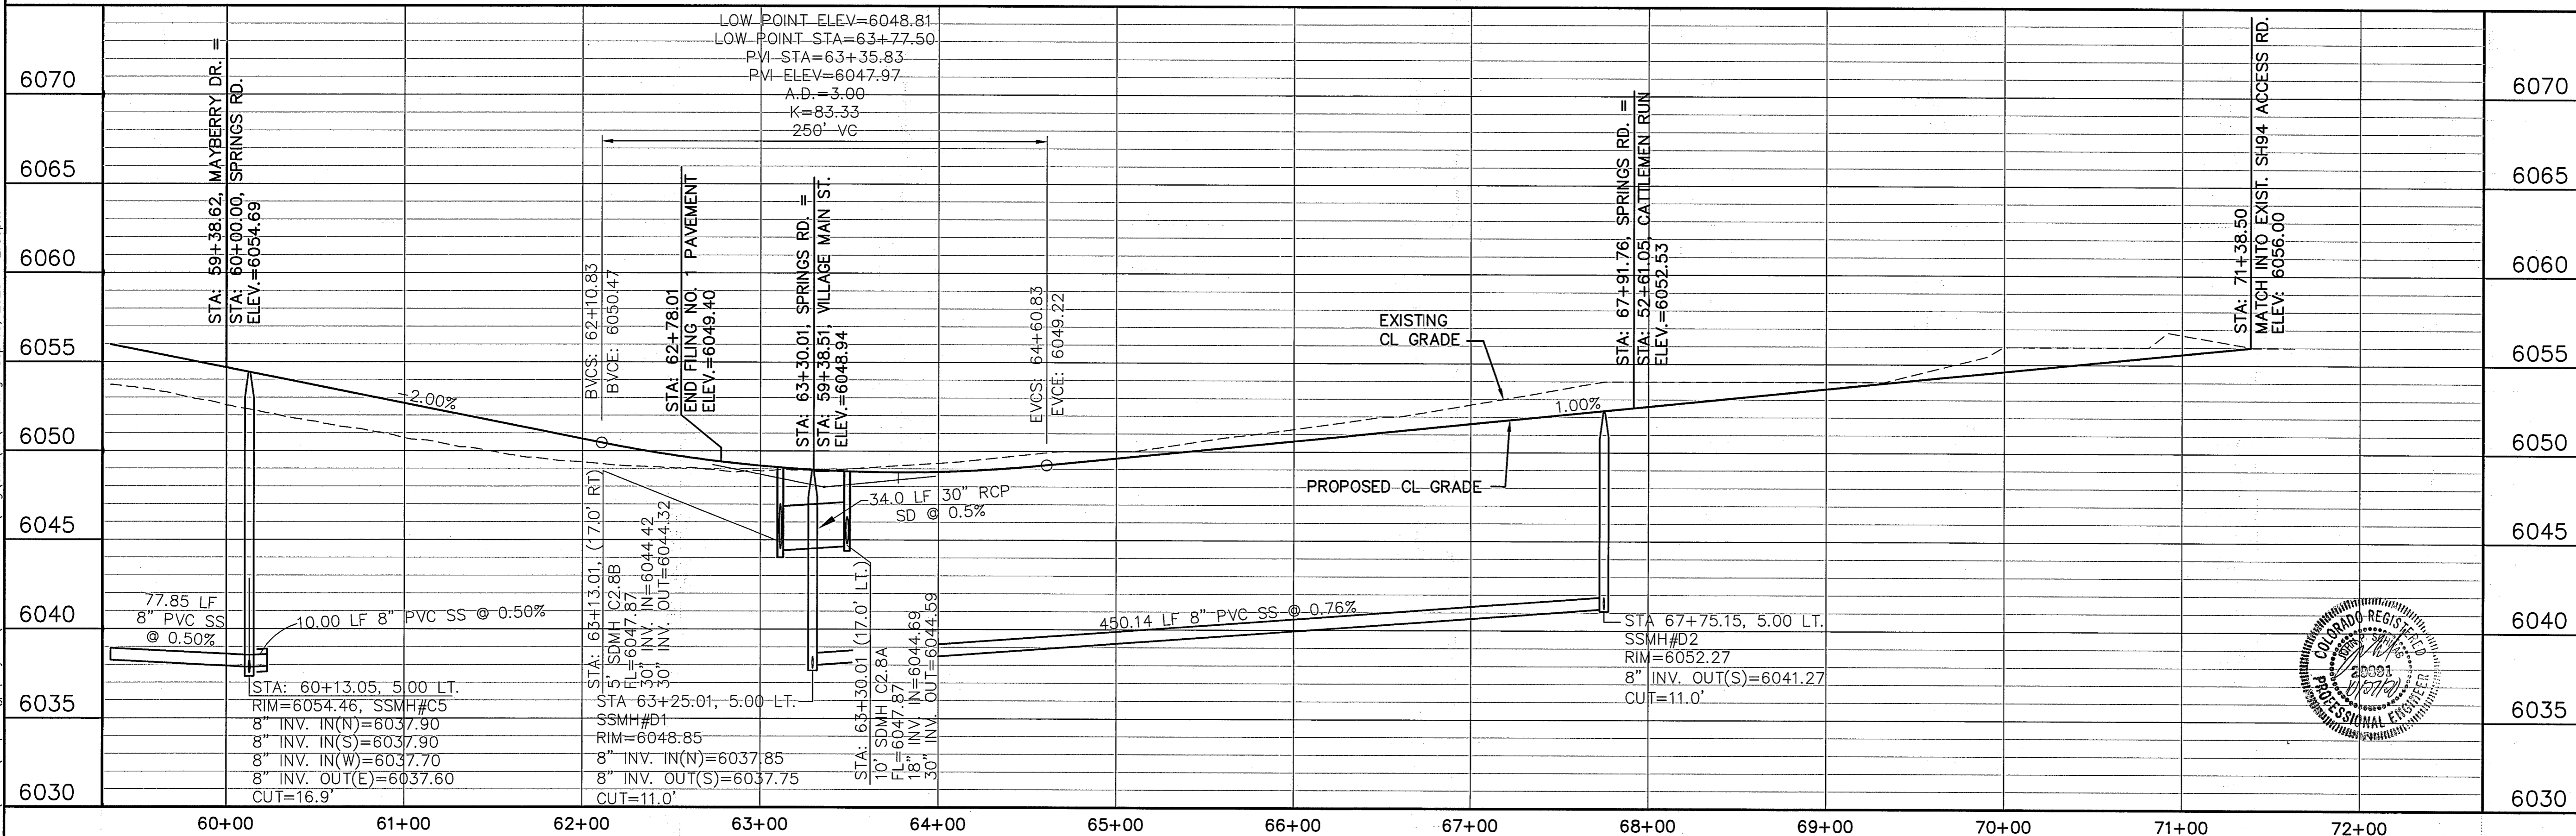 LOW POINT ELEV=6048.81
LOW POINT STA=63+77.50
PVI STA=63+35.83
PVI ELEV=6047.97
A.D.=3.00
K=83.33
250' VC
6070
6065
6060
6055
6050
6045
6040
6035
6030
STA: 59+38.62, MAYBERRY DR. =
STA: 60+00.00, SPRINGS RD.
ELEV.=6054.69
-2.00%
BVCS: 62+10.83
BVCE: 6050.47
STA: 62+78.01
END FILING NO. 1 PAVEMENT
ELEV.=6049.40
STA: 63+30.01, SPRINGS RD. =
STA: 59+38.51, VILLAGE MAIN ST.
ELEV.=6048.94
EVCS: 64+60.83
EVCE: 6049.22
EXISTING
CL GRADE
PROPOSED CL GRADE
1.00%
STA: 67+91.76, SPRINGS RD. =
STA: 52+61.05, CATTLEMEN RUN
ELEV.=6052.53
STA: 71+38.50
MATCH INTO EXIST. SH94 ACCESS RD.
ELEV: 6056.00
6070
6065
6060
6055
6050
6045
6040
6035
6030
77.85 LF
8" PVC SS
@ 0.50%
10.00 LF 8" PVC SS @ 0.50%
STA: 60+13.05, 5.00 LT.
RIM=6054.46, SSMH#C5
8" INV. IN(N)=6037.90
8" INV. IN(S)=6037.90
8" INV. IN(W)=6037.70
8" INV. OUT(E)=6037.60
CUT=16.9'
STA: 63+13.01, (17.0' RT)
5' SDMH C2.8B
FL=6047.87
30" INV. IN=6044.42
30" INV. OUT=6044.32
34.0 LF 30" RCP
SD @ 0.5%
STA 63+25.01, 5.00 LT.
SSMH#D1
RIM=6048.85
8" INV. IN(N)=6037.85
8" INV. OUT(S)=6037.75
CUT=11.0'
STA: 63+30.01 (17.0' LT.)
10' SDMH C2.8A
FL=6047.87
18" INV. IN=6044.69
30" INV. OUT=6044.59
450.14 LF 8" PVC SS @ 0.76%
STA 67+75.15, 5.00 LT.
SSMH#D2
RIM=6052.27
8" INV. OUT(S)=6041.27
CUT=11.0'
COLORADO REGISTERED
PROFESSIONAL ENGINEER
60+00
61+00
62+00
63+00
64+00
65+00
66+00
67+00
68+00
69+00
70+00
71+00
72+00